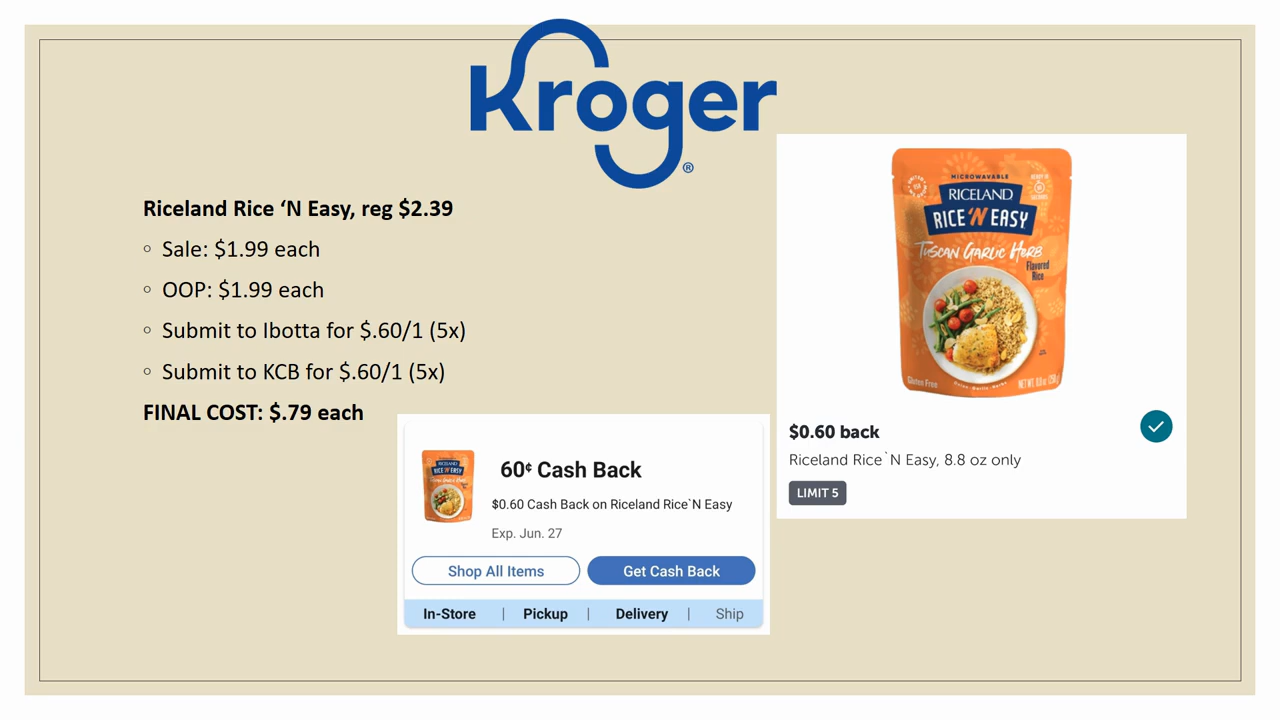 Kroger
®
Riceland Rice ‘N Easy, reg $2.39
◦ Sale: $1.99 each
◦ OOP: $1.99 each
◦ Submit to Ibotta for $.60/1 (5x)
◦ Submit to KCB for $.60/1 (5x)
FINAL COST: $.79 each
MICROWAVABLE
RICELAND
RICE 'N EASY
Tuscan Garlic Herb
Flavored
Rice
Gluten Free
$0.60 back
Riceland Rice`N Easy, 8.8 oz only
LIMIT 5
RICELAND
RICE 'N EASY
60¢ Cash Back
$0.60 Cash Back on Riceland Rice`N Easy
Exp. Jun. 27
Shop All Items
Get Cash Back
In-Store | Pickup | Delivery | Ship